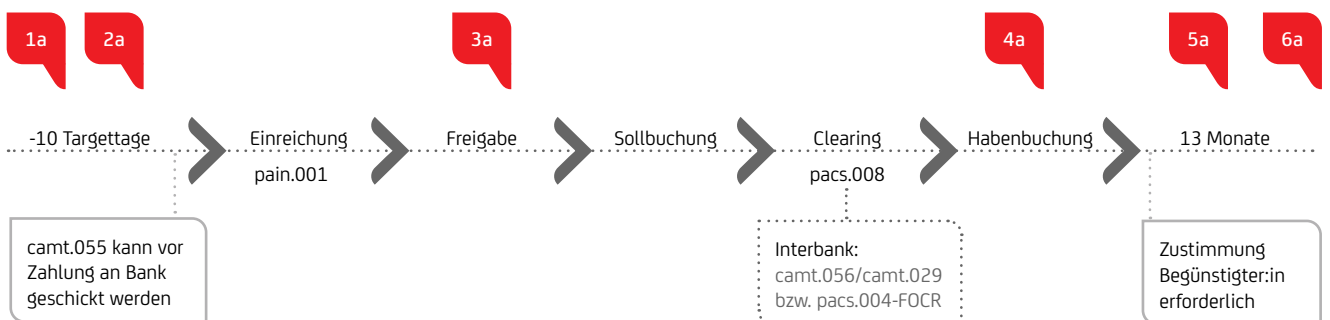 1a 2a 3a 4a 5a 6a
-10 Targettage Einreichung Freigabe Sollbuchung Clearing Habenbuchung 13 Monate
pain.001 pacs.008
camt.055 kann vor
Zahlung an Bank
geschickt werden
Interbank:
camt.056/camt.029
bzw. pacs.004-FOCR
Zustimmung
Begünstigter:in
erforderlich